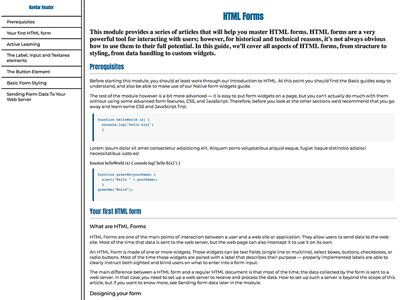 NavBar Header
Prerequisites
Your first HTML form
Active Learning
The Label, Input and Textarea
elements
The Button Element
Basic Form Styling
Sending Form Data To Your
Web Server
HTML Forms
This module provides a series of articles that will help you master HTML forms. HTML forms are a very
powerful tool for interacting with users; however, for historical and technical reasons, it's not always obvious
how to use them to their full potential. In this guide, we'll cover all aspects of HTML forms, from structure to
styling, from data handling to custom widgets.
Prerequisites
Before starting this module, you should at least work through our Introduction to HTML. At this point you should find the Basic guides easy to
understand, and also be able to make use of our Native form widgets guide.
The rest of the module however is a bit more advanced — it is easy to put form widgets on a page, but you can't actually do much with them
without using some advanced form features, CSS, and JavaScript. Therefore, before you look at the other sections we'd recommend that you go
away and learn some CSS and JavaScript first.
function helloWorld (x) {
console.log(`hello ${x}`)
}
Lorem ipsum dolor sit amet consectetur adipisicing elit. Aliquam porro voluptatibus aliquid eaque, fugiat itaque distinctio adipisci
necessitatibus iusto ea!
function helloWorld (x) { console.log(`hello ${x}`) }
function greetMe(yourName) {
alert("Hello " + yourName);
}
greetMe("World");
Your first HTML form
What are HTML Forms
HTML Forms are one of the main points of interaction between a user and a web site or application. They allow users to send data to the web
site. Most of the time that data is sent to the web server, but the web page can also intercept it to use it on its own.
An HTML Form is made of one or more widgets. Those widgets can be text fields (single line or multiline), select boxes, buttons, checkboxes, or
radio buttons. Most of the time those widgets are paired with a label that describes their purpose — properly implemented labels are able to
clearly instruct both sighted and blind users on what to enter into a form input.
The main difference between a HTML form and a regular HTML document is that most of the time, the data collected by the form is sent to a
web server. In that case, you need to set up a web server to receive and process the data. How to set up such a server is beyond the scope of this
article, but if you want to know more, see Sending form data later in the module.
Designing your form